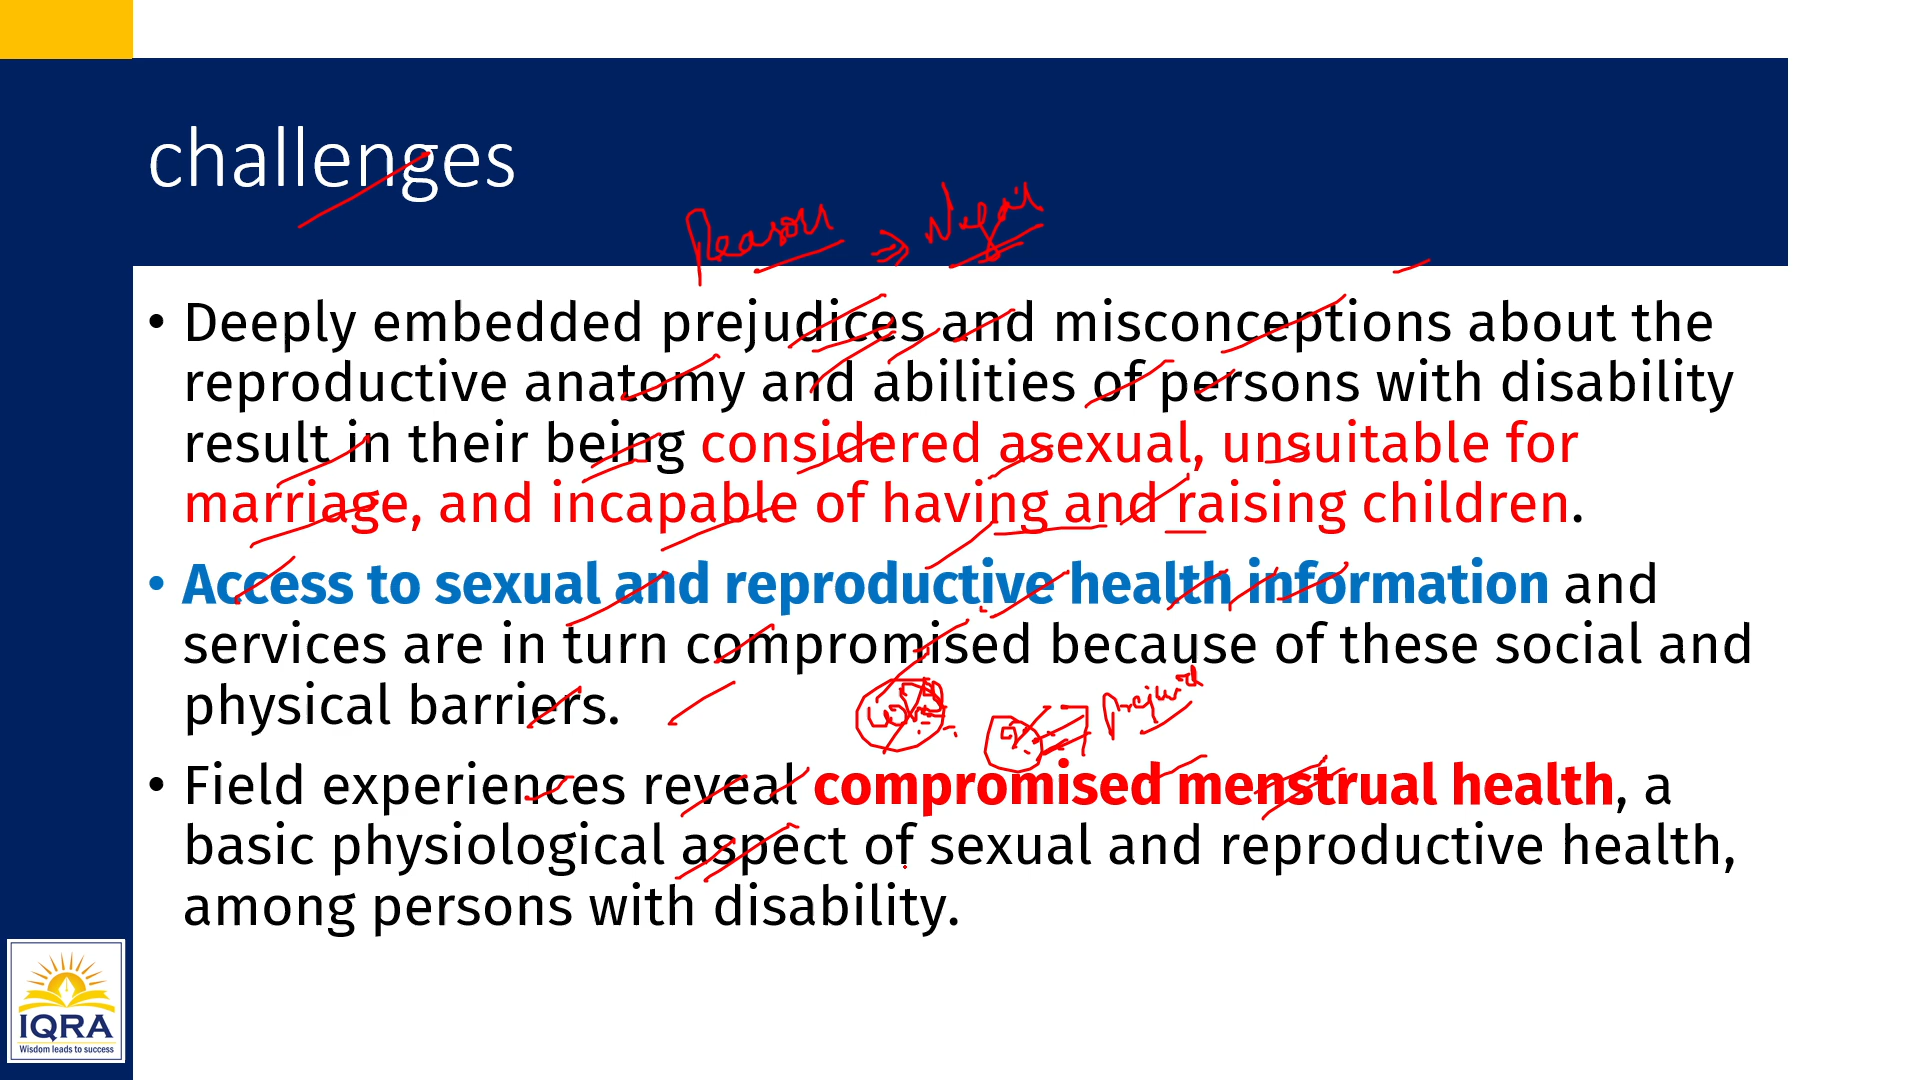 challenges
Reason ⇒
• Deeply embedded prejudices and misconceptions about the
reproductive anatomy and abilities of persons with disability
result in their being considered asexual, unsuitable for
marriage, and incapable of having and raising children.
• Access to sexual and reproductive health information and
services are in turn compromised because of these social and
physical barriers.
• Field experiences reveal compromised menstrual health, a
basic physiological aspect of sexual and reproductive health,
among persons with disability.
IQRA
Wisdom leads to success